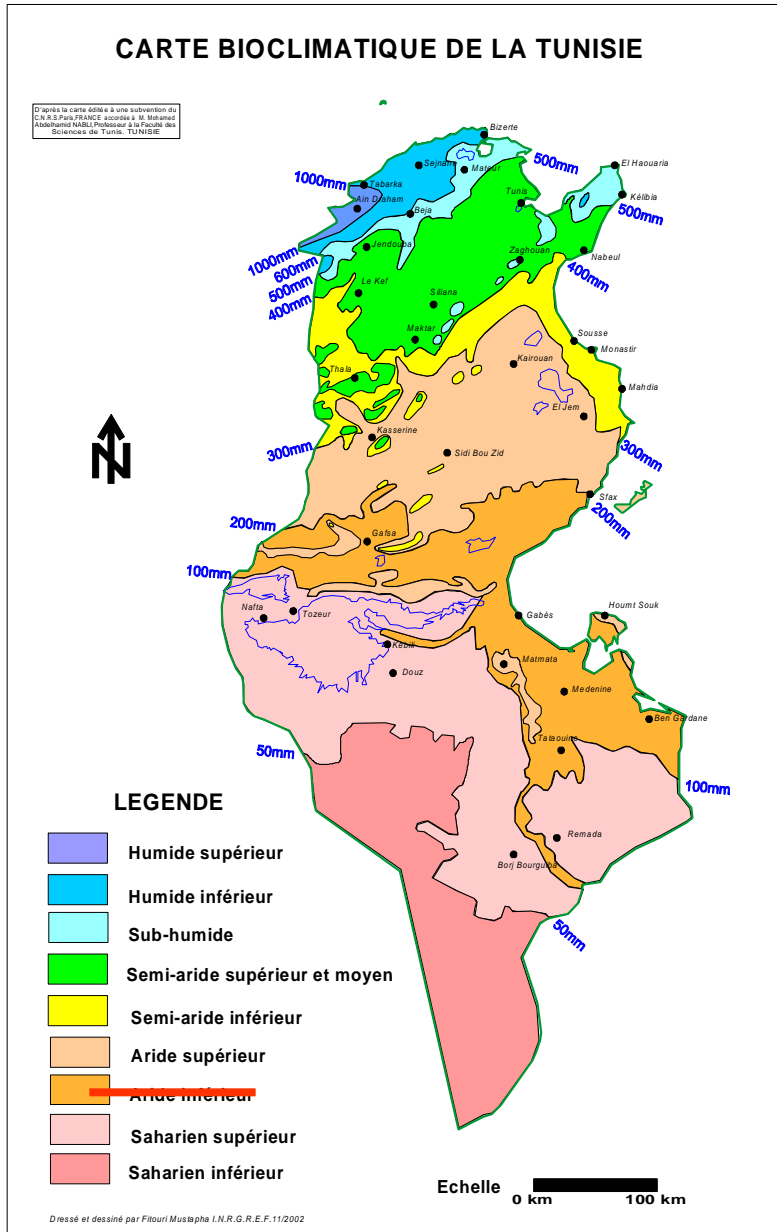 CARTE BIOCLIMATIQUE DE LA TUNISIE
D'après la carte éditée à une subvention du
C.N.R.S.Paris,FRANCE accordée à M. Mohamed
Abdelhamid NABLI,Professeur à la Faculté des
Sciences de Tunis. TUNISIE
Bizerte
Sejnane
Mateur
500mm
El Haouaria
1000mm
Tabarka
Kélibia
Ain Draham
Tunis
500mm
Beja
Jendouba
Zaghouan
Nabeul
1000mm
600mm
500mm
400mm
400mm
Le Kef
Siliana
Maktar
Sousse
Monastir
Kairouan
Thala
Mahdia
El Jem
Kasserine
300mm
Sidi Bou Zid
300mm
N
Sfax
200mm
200mm
Gafsa
100mm
Nafta
Tozeur
Gabès
Houmt Souk
Kebili
Matmata
Douz
Medenine
Ben Gardane
50mm
Tataouine
100mm
Remada
Borj Bourguiba
50mm
LEGENDE
Humide supérieur
Humide inférieur
Sub-humide
Semi-aride supérieur et moyen
Semi-aride inférieur
Aride supérieur
Aride inférieur
Saharien supérieur
Saharien inférieur
Echelle
0 km 100 km
Dressé et dessiné par Fitouri Mustapha I.N.R.G.R.E.F.11/2002